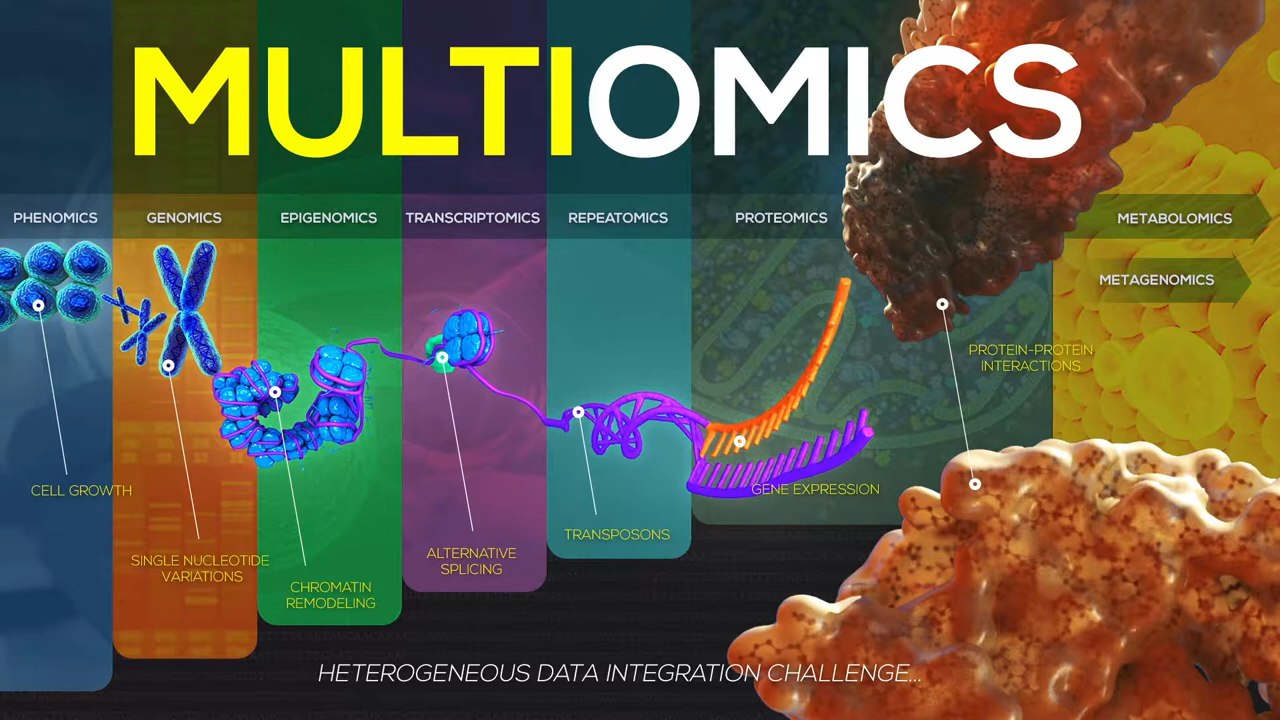 MULTIOMICS
PHENOMICS
GENOMICS
EPIGENOMICS
TRANSCRIPTOMICS
REPEATOMICS
PROTEOMICS
METABOLOMICS
METAGENOMICS
PROTEIN-PROTEIN
INTERACTIONS
CELL GROWTH
SINGLE NUCLEOTIDE
VARIATIONS
CHROMATIN
REMODELING
ALTERNATIVE
SPLICING
TRANSPOSONS
GENE EXPRESSION
HETEROGENEOUS DATA INTEGRATION CHALLENGE...